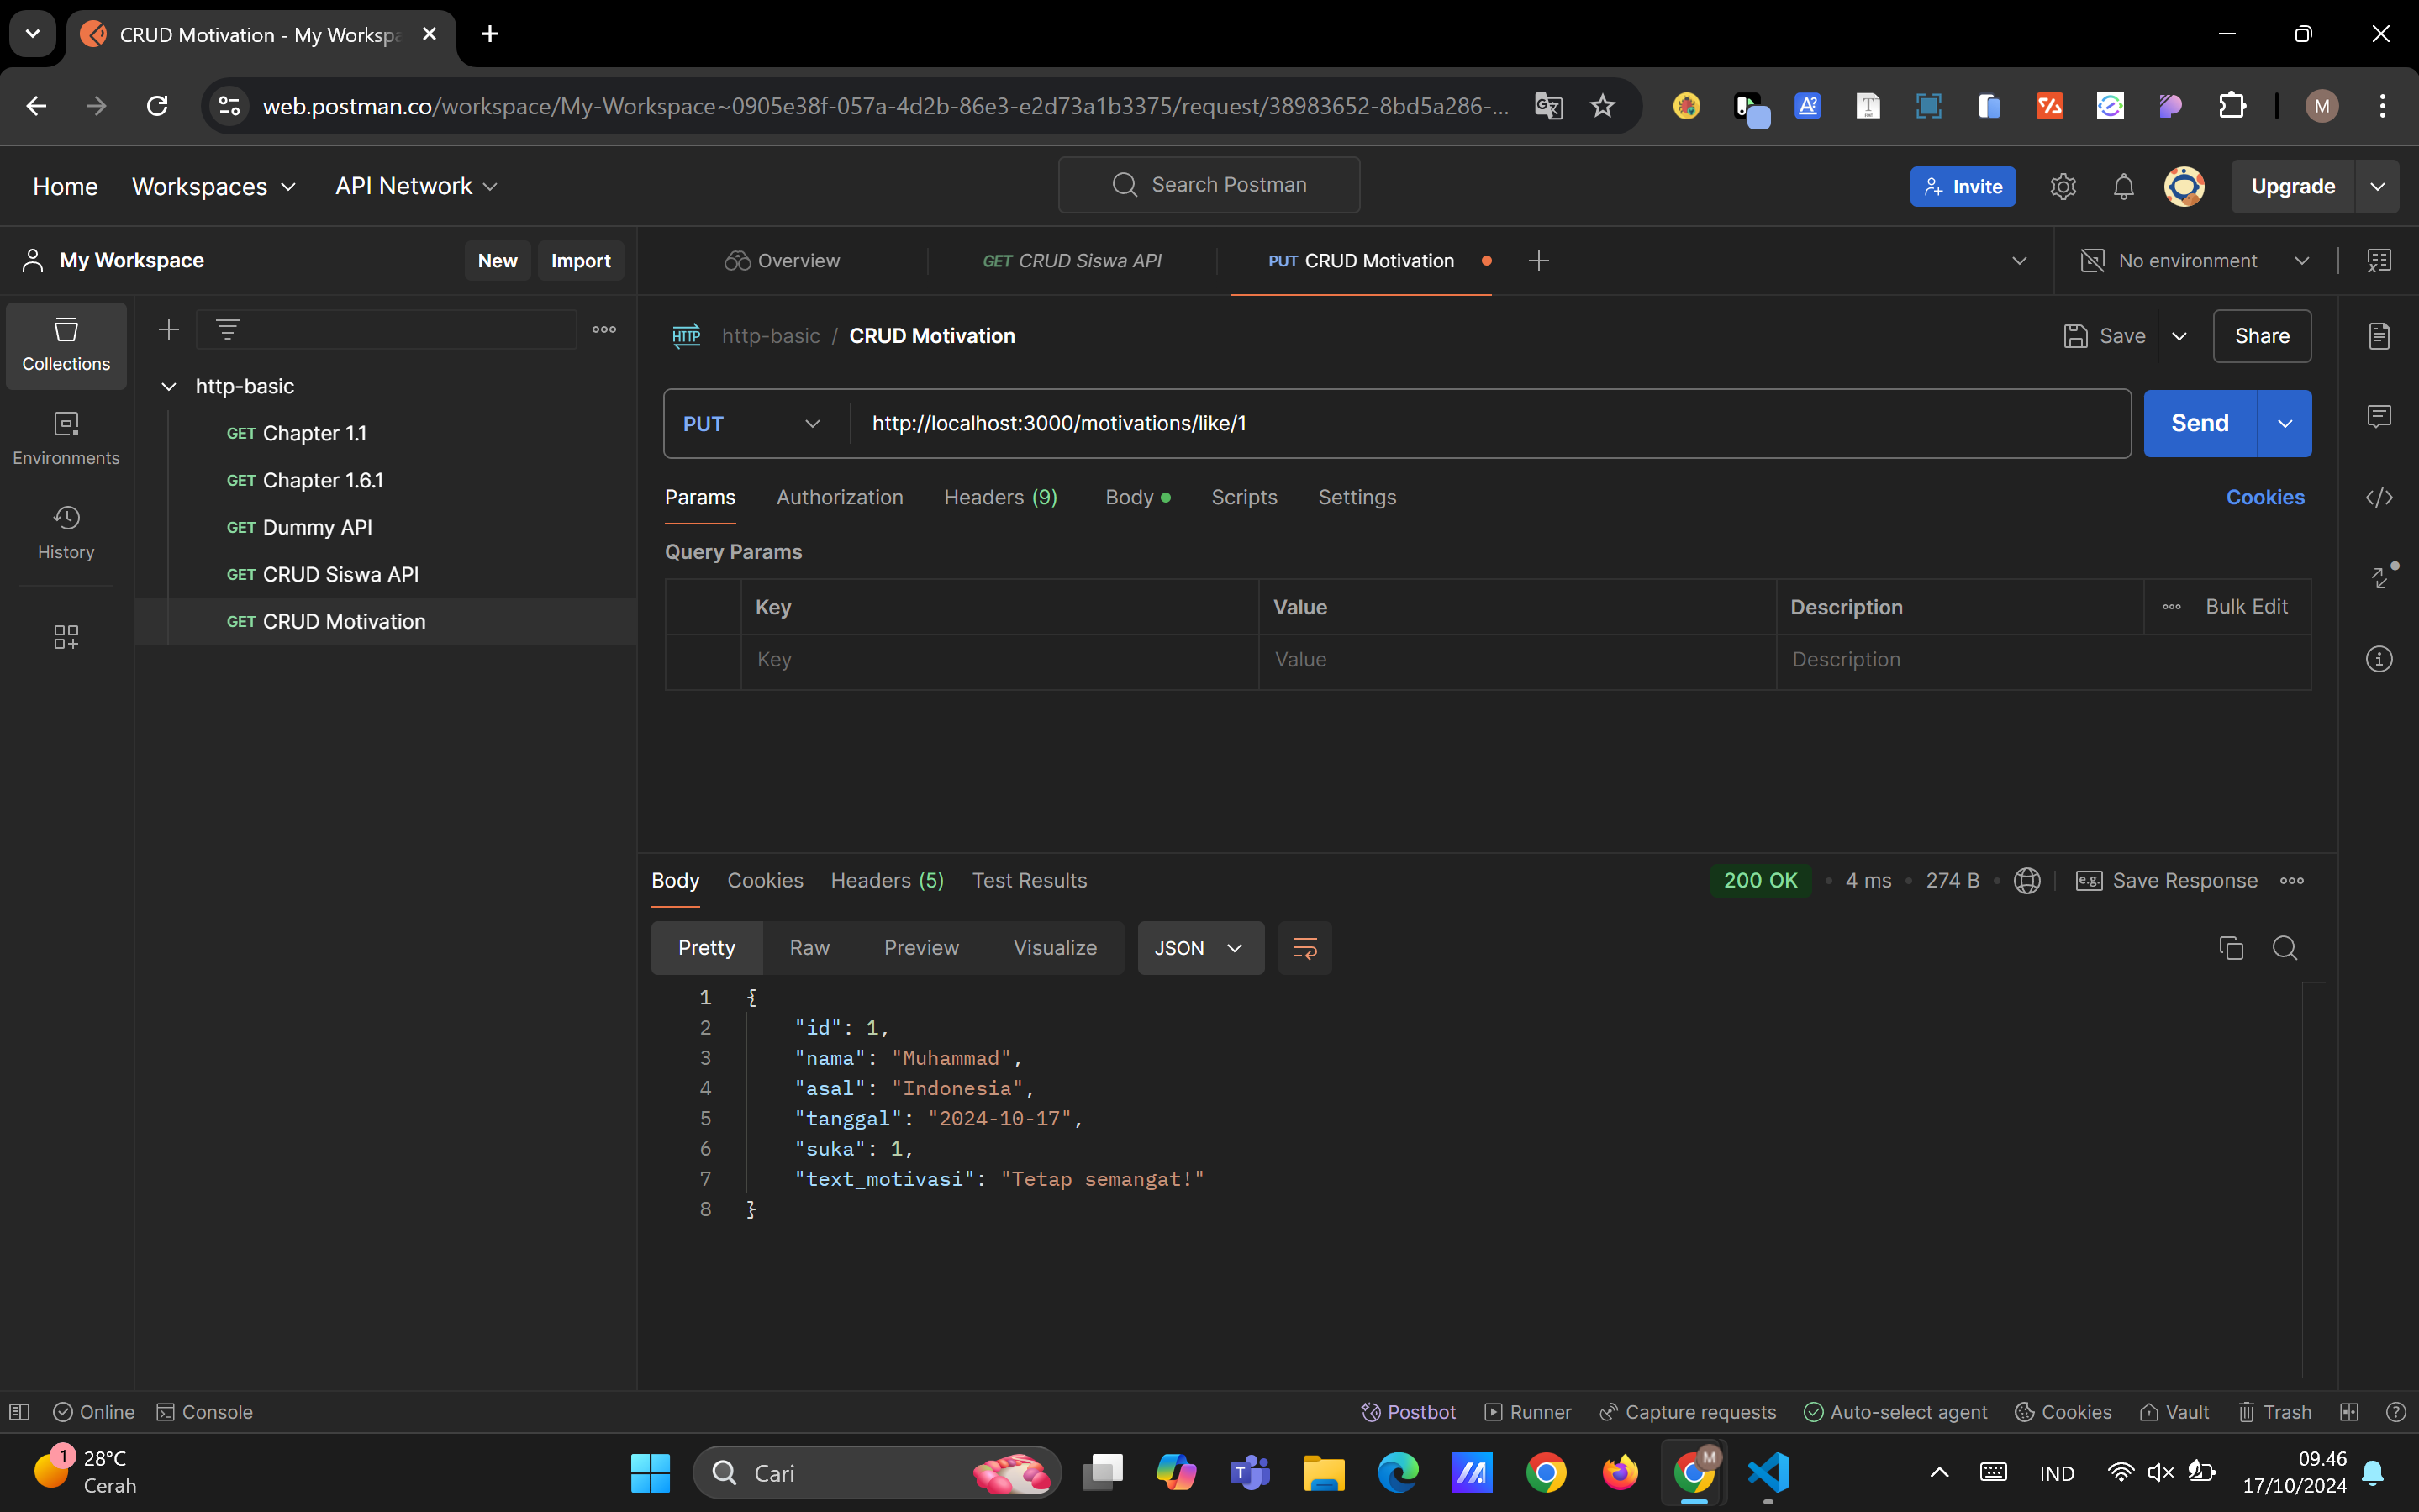 CRUD Motivation - My Workspa
web.postman.co/workspace/My-Workspace~0905e38f-057a-4d2b-86e3-e2d73a1b3375/request/38983652-8bd5a286-...
M
Home Workspaces API Network
Search Postman
Invite
Upgrade
My Workspace
New
Import
Overview
GET CRUD Siswa API
PUT CRUD Motivation
No environment
Collections
Environments
History
http-basic
GET Chapter 1.1
GET Chapter 1.6.1
GET Dummy API
GET CRUD Siswa API
GET CRUD Motivation
HTTP http-basic / CRUD Motivation
Save
Share
PUT
http://localhost:3000/motivations/like/1
Send
Params Authorization Headers (9) Body Scripts Settings
Cookies
Query Params
Key Value Description Bulk Edit
Key Value Description
Body Cookies Headers (5) Test Results
200 OK 4 ms 274 B
e.g. Save Response
Pretty Raw Preview Visualize JSON
1 {
2 "id": 1,
3 "nama": "Muhammad",
4 "asal": "Indonesia",
5 "tanggal": "2024-10-17",
6 "suka": 1,
7 "text_motivasi": "Tetap semangat!"
8 }
Online Console
Postbot Runner Capture requests Auto-select agent Cookies Vault Trash
1
28°C
Cerah
Cari
M
IND
09.46
17/10/2024